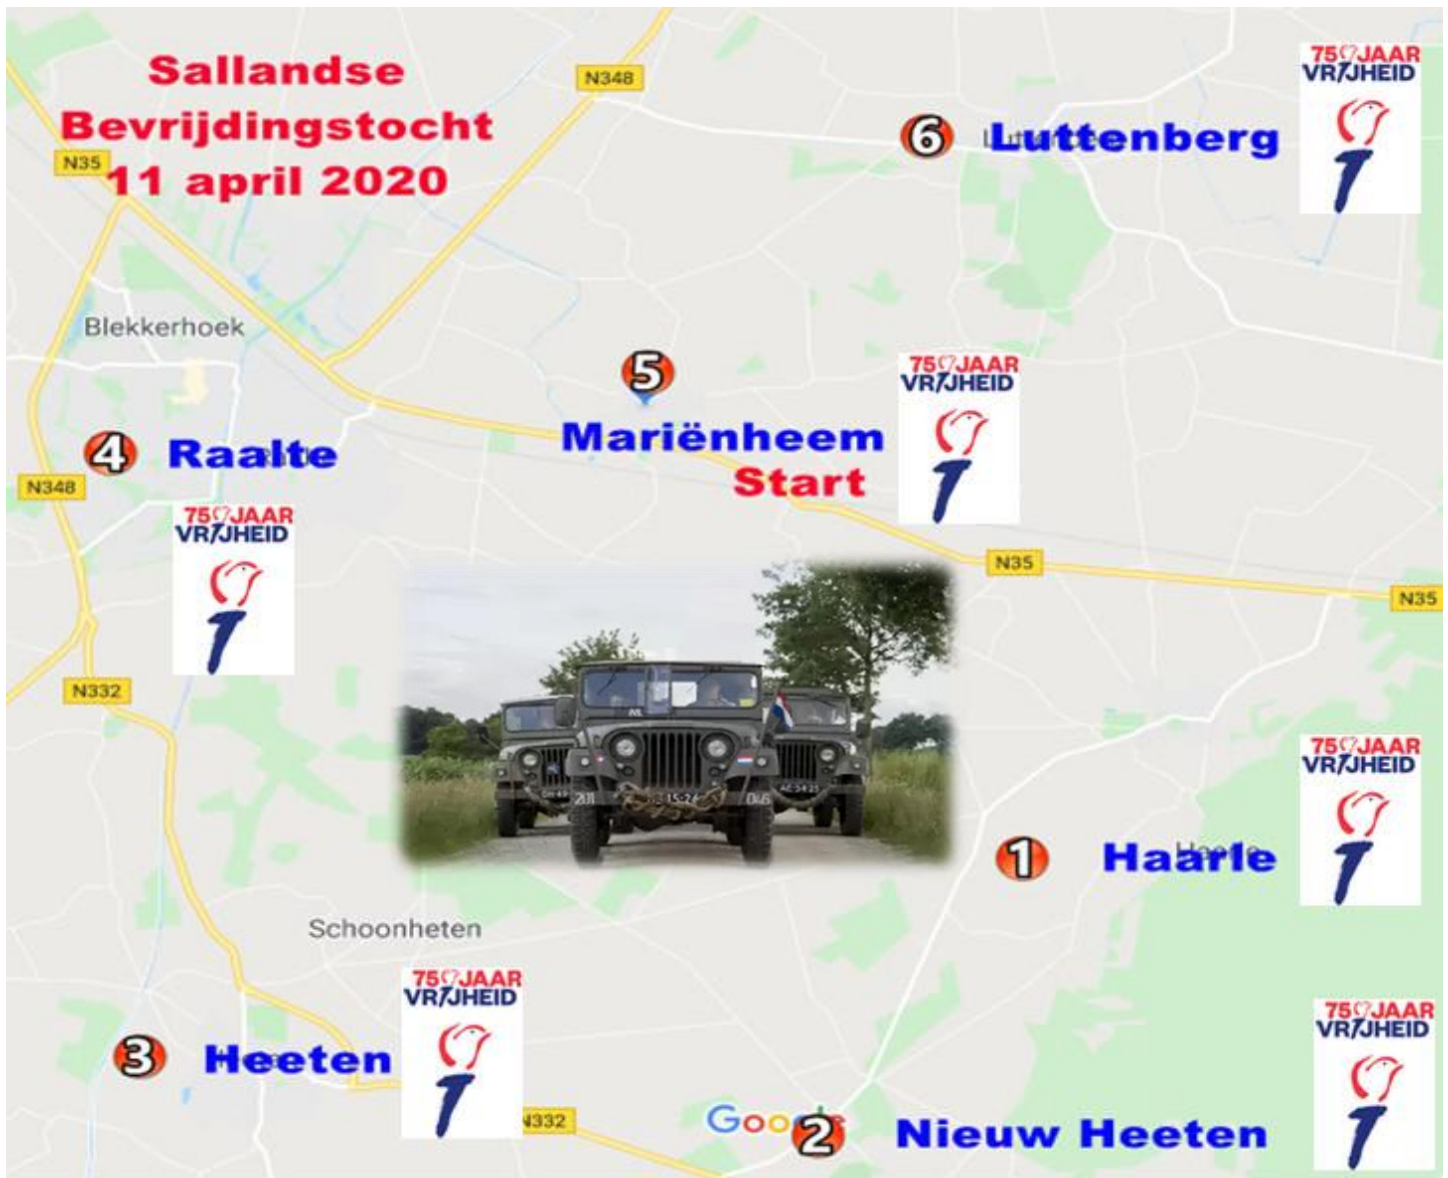 Sallandse
Bevrijdingstocht
11 april 2020
N348
N35
6 Luttenberg
75 JAAR
VRIJHEID
Blekkerhoek
5
Mariënheem
Start
75 JAAR
VRIJHEID
4 Raalte
N348
75 JAAR
VRIJHEID
N35
N35
N332
75 JAAR
VRIJHEID
1 Haarle
Schoonheten
75 JAAR
VRIJHEID
3 Heeten
N332
75 JAAR
VRIJHEID
Google
2 Nieuw Heeten